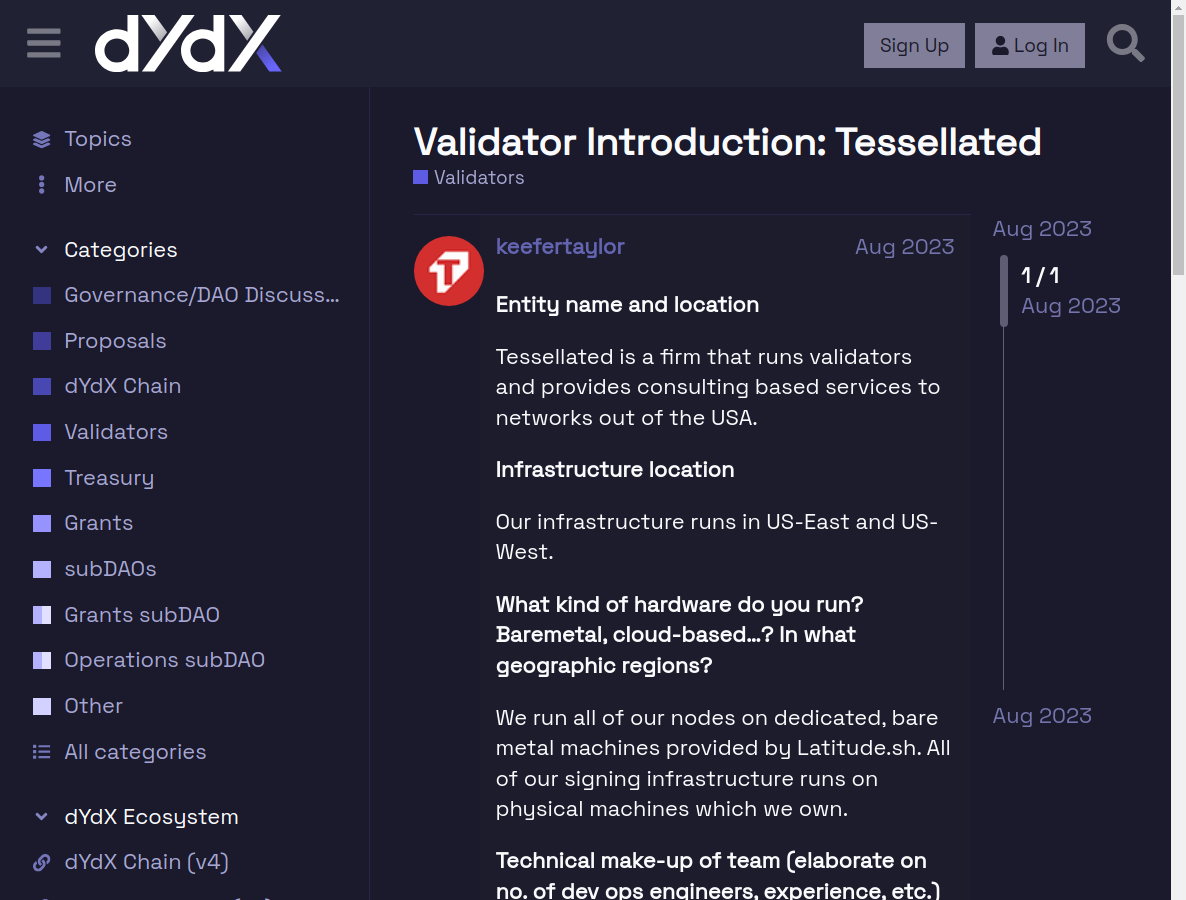 dYdX
Sign Up
Log In
Topics
More
Categories
Governance/DAO Discuss...
Proposals
dYdX Chain
Validators
Treasury
Grants
subDAOs
Grants subDAO
Operations subDAO
Other
All categories
dYdX Ecosystem
dYdX Chain (v4)
Validator Introduction: Tessellated
Validators
keefertaylor
Aug 2023
Entity name and location
Tessellated is a firm that runs validators
and provides consulting based services to
networks out of the USA.
Infrastructure location
Our infrastructure runs in US-East and US-
West.
What kind of hardware do you run?
Baremetal, cloud-based…? In what
geographic regions?
We run all of our nodes on dedicated, bare
metal machines provided by Latitude.sh. All
of our signing infrastructure runs on
physical machines which we own.
Technical make-up of team (elaborate on
no. of dev ops engineers, experience, etc.)
Aug 2023
1 / 1
Aug 2023
Aug 2023